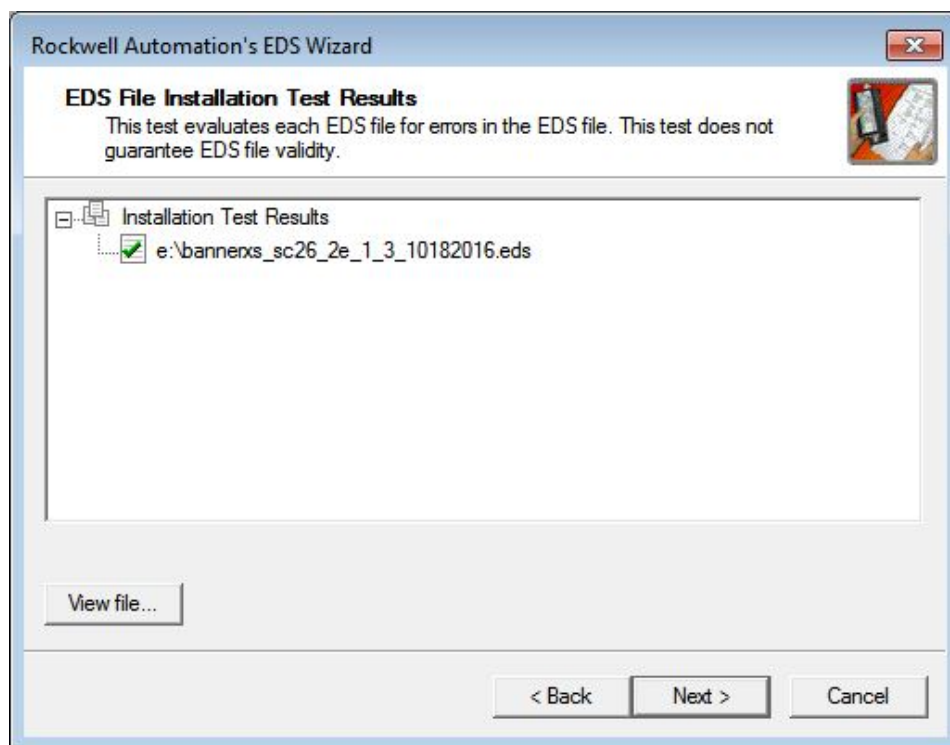 Rockwell Automation's EDS Wizard
EDS File Installation Test Results
This test evaluates each EDS file for errors in the EDS file. This test does not
guarantee EDS file validity.
Installation Test Results
e:\bannerxs_sc26_2e_1_3_10182016.eds
View file...
< Back
Next >
Cancel